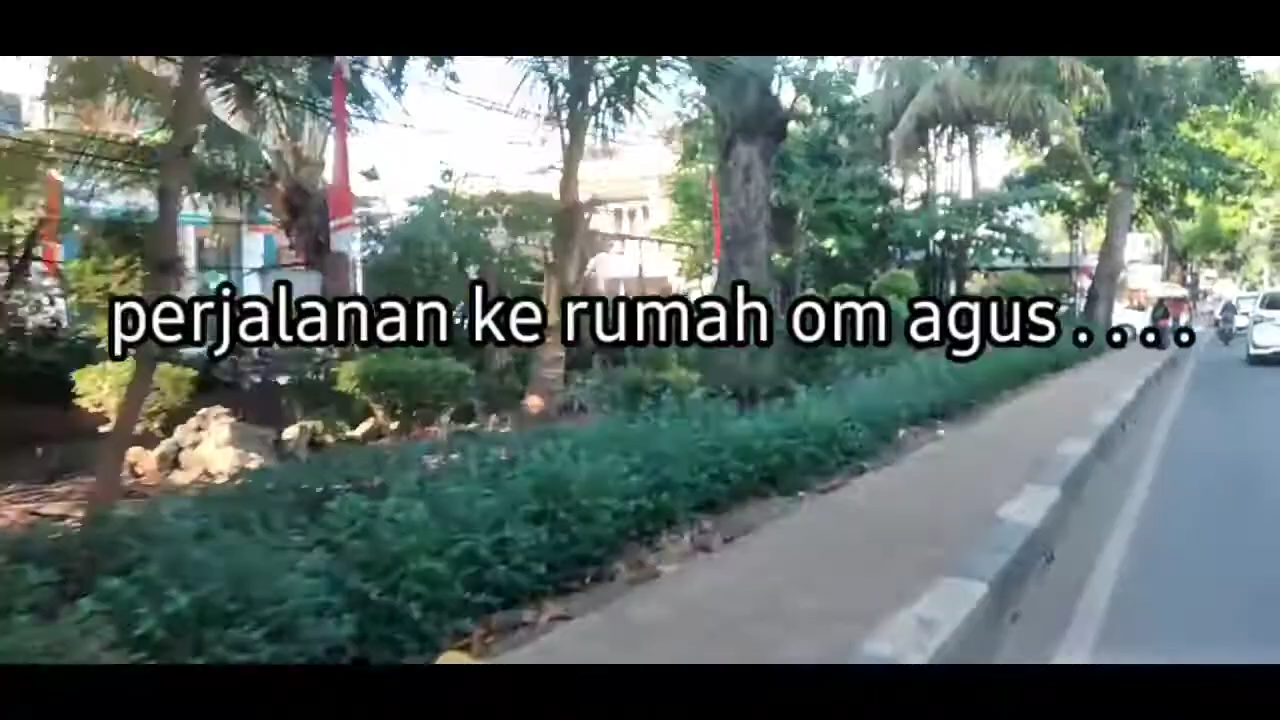 perjalanan ke rumah om agus . . . .